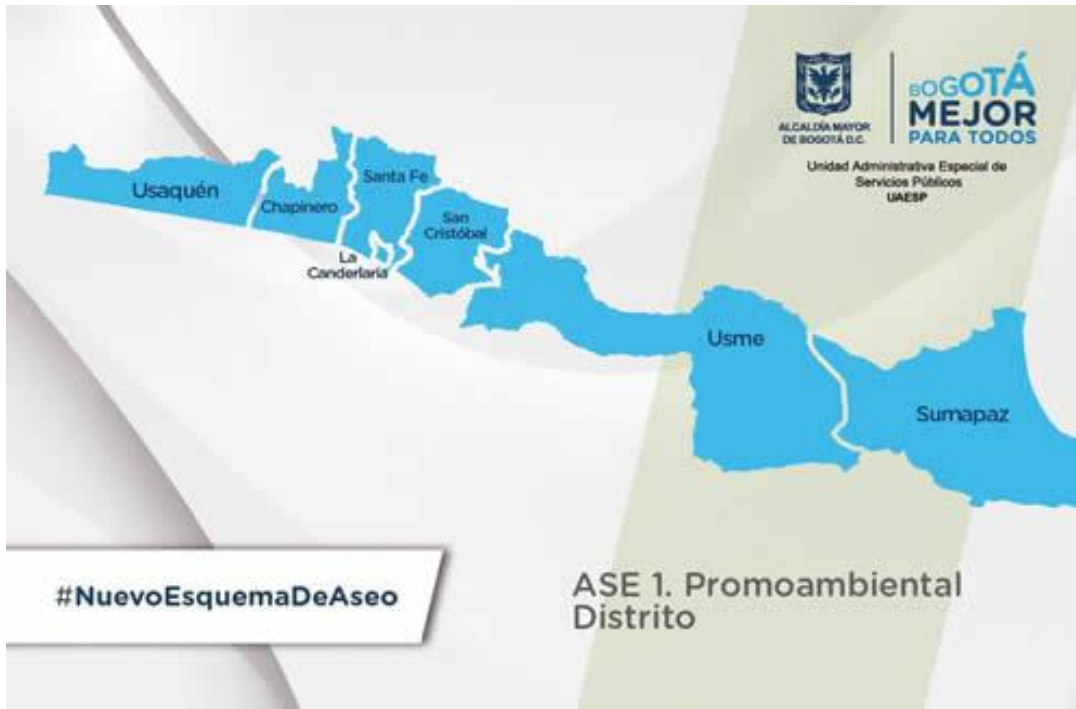 ALCALDÍA MAYOR
DE BOGOTÁ D.C.
BOGOTÁ
MEJOR
PARA TODOS
Unidad Administrativa Especial de
Servicios Públicos
UAESP
Usaquén
Chapinero
Santa Fe
San
Cristóbal
La
Canderlaria
Usme
Sumapaz
#NuevoEsquemaDeAseo
ASE 1. Promoambiental
Distrito